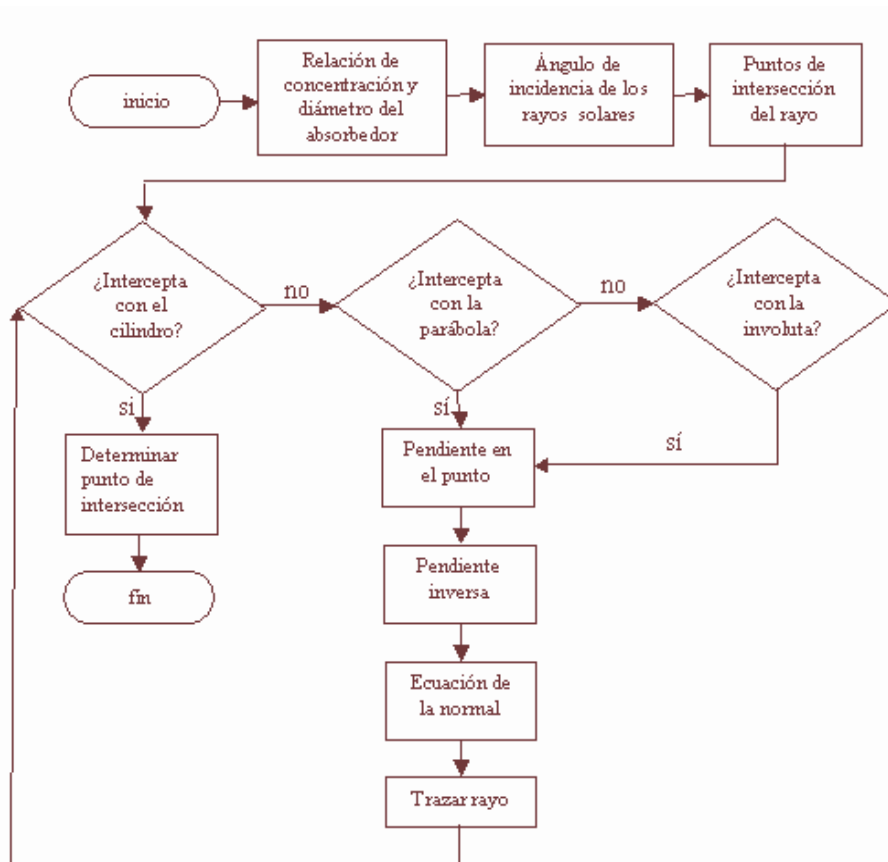 inicio
Relación de
concentración y
diámetro del
absorbedor
Ángulo de
incidencia de los
rayos solares
Puntos de
intersección
del rayo
¿Intercepta
con el
cilindro?
no
¿Intercepta
con la
parábola?
no
¿Intercepta
con la
involuta?
si
sí
sí
Determinar
punto de
intersección
fín
Pendiente en
el punto
Pendiente
inversa
Ecuación de
la normal
Trazar rayo